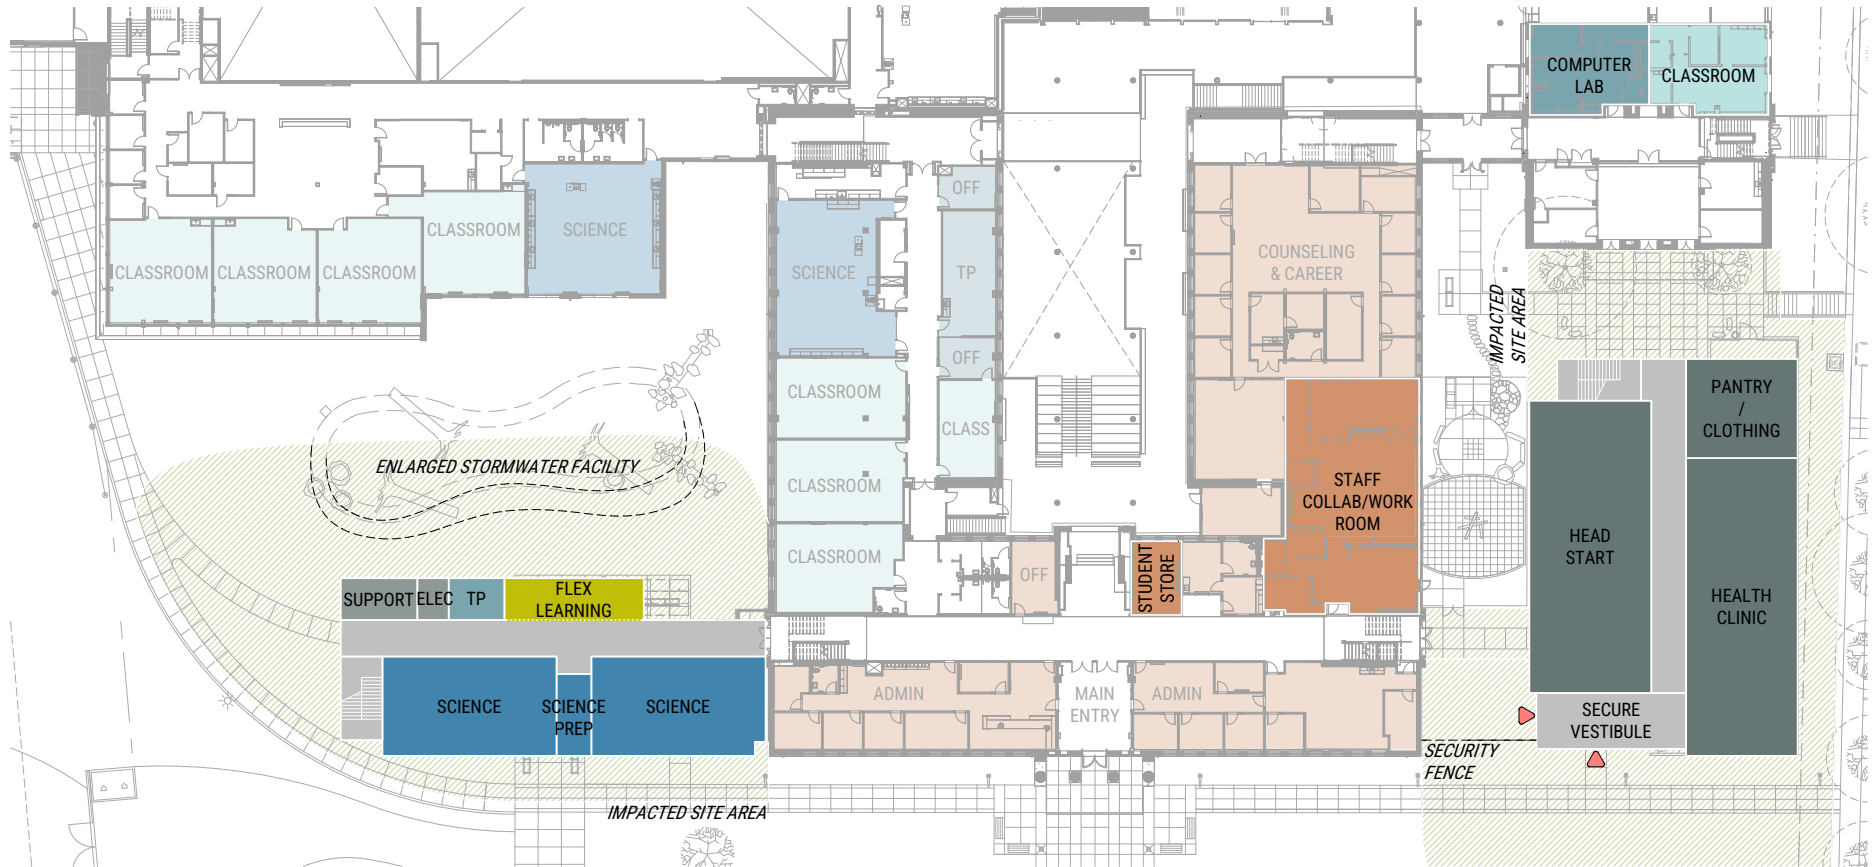 COMPUTER
LAB
CLASSROOM
OFF
CLASSROOM
SCIENCE
COUNSELING
& CAREER
CLASSROOM
CLASSROOM
CLASSROOM
SCIENCE
TP
IMPACTED
SITE AREA
OFF
CLASSROOM
PANTRY
/
CLOTHING
CLASS
ENLARGED STORMWATER FACILITY
CLASSROOM
STAFF
COLLAB/WORK
ROOM
HEAD
START
CLASSROOM
OFF
STUDENT
STORE
SUPPORT
ELEC
TP
FLEX
LEARNING
HEALTH
CLINIC
SCIENCE
SCIENCE
PREP
SCIENCE
ADMIN
MAIN
ENTRY
ADMIN
SECURE
VESTIBULE
SECURITY
FENCE
IMPACTED SITE AREA